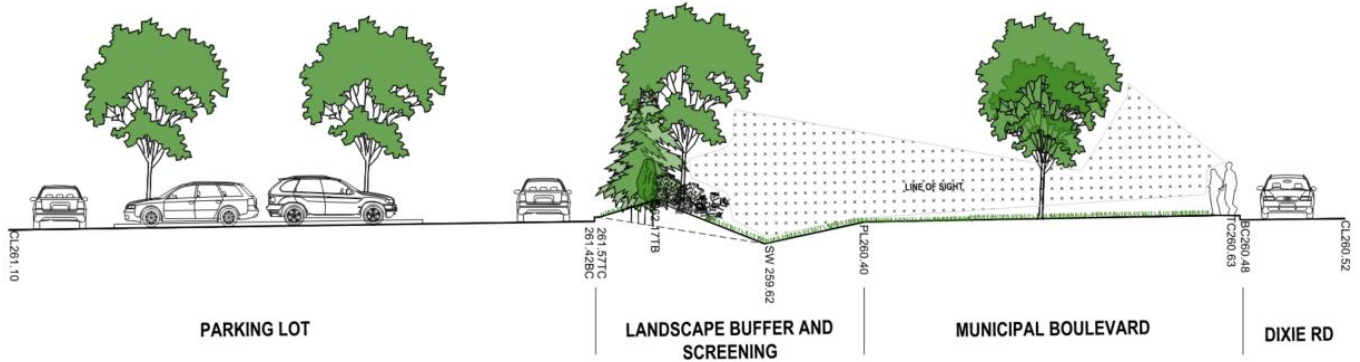 LINE OF SIGHT
CL261.10
261.57TC
261.42BC
SW 259.62
PL260.40
TC260.63
BC260.48
CL260.52
PARKING LOT
LANDSCAPE BUFFER AND
SCREENING
MUNICIPAL BOULEVARD
DIXIE RD